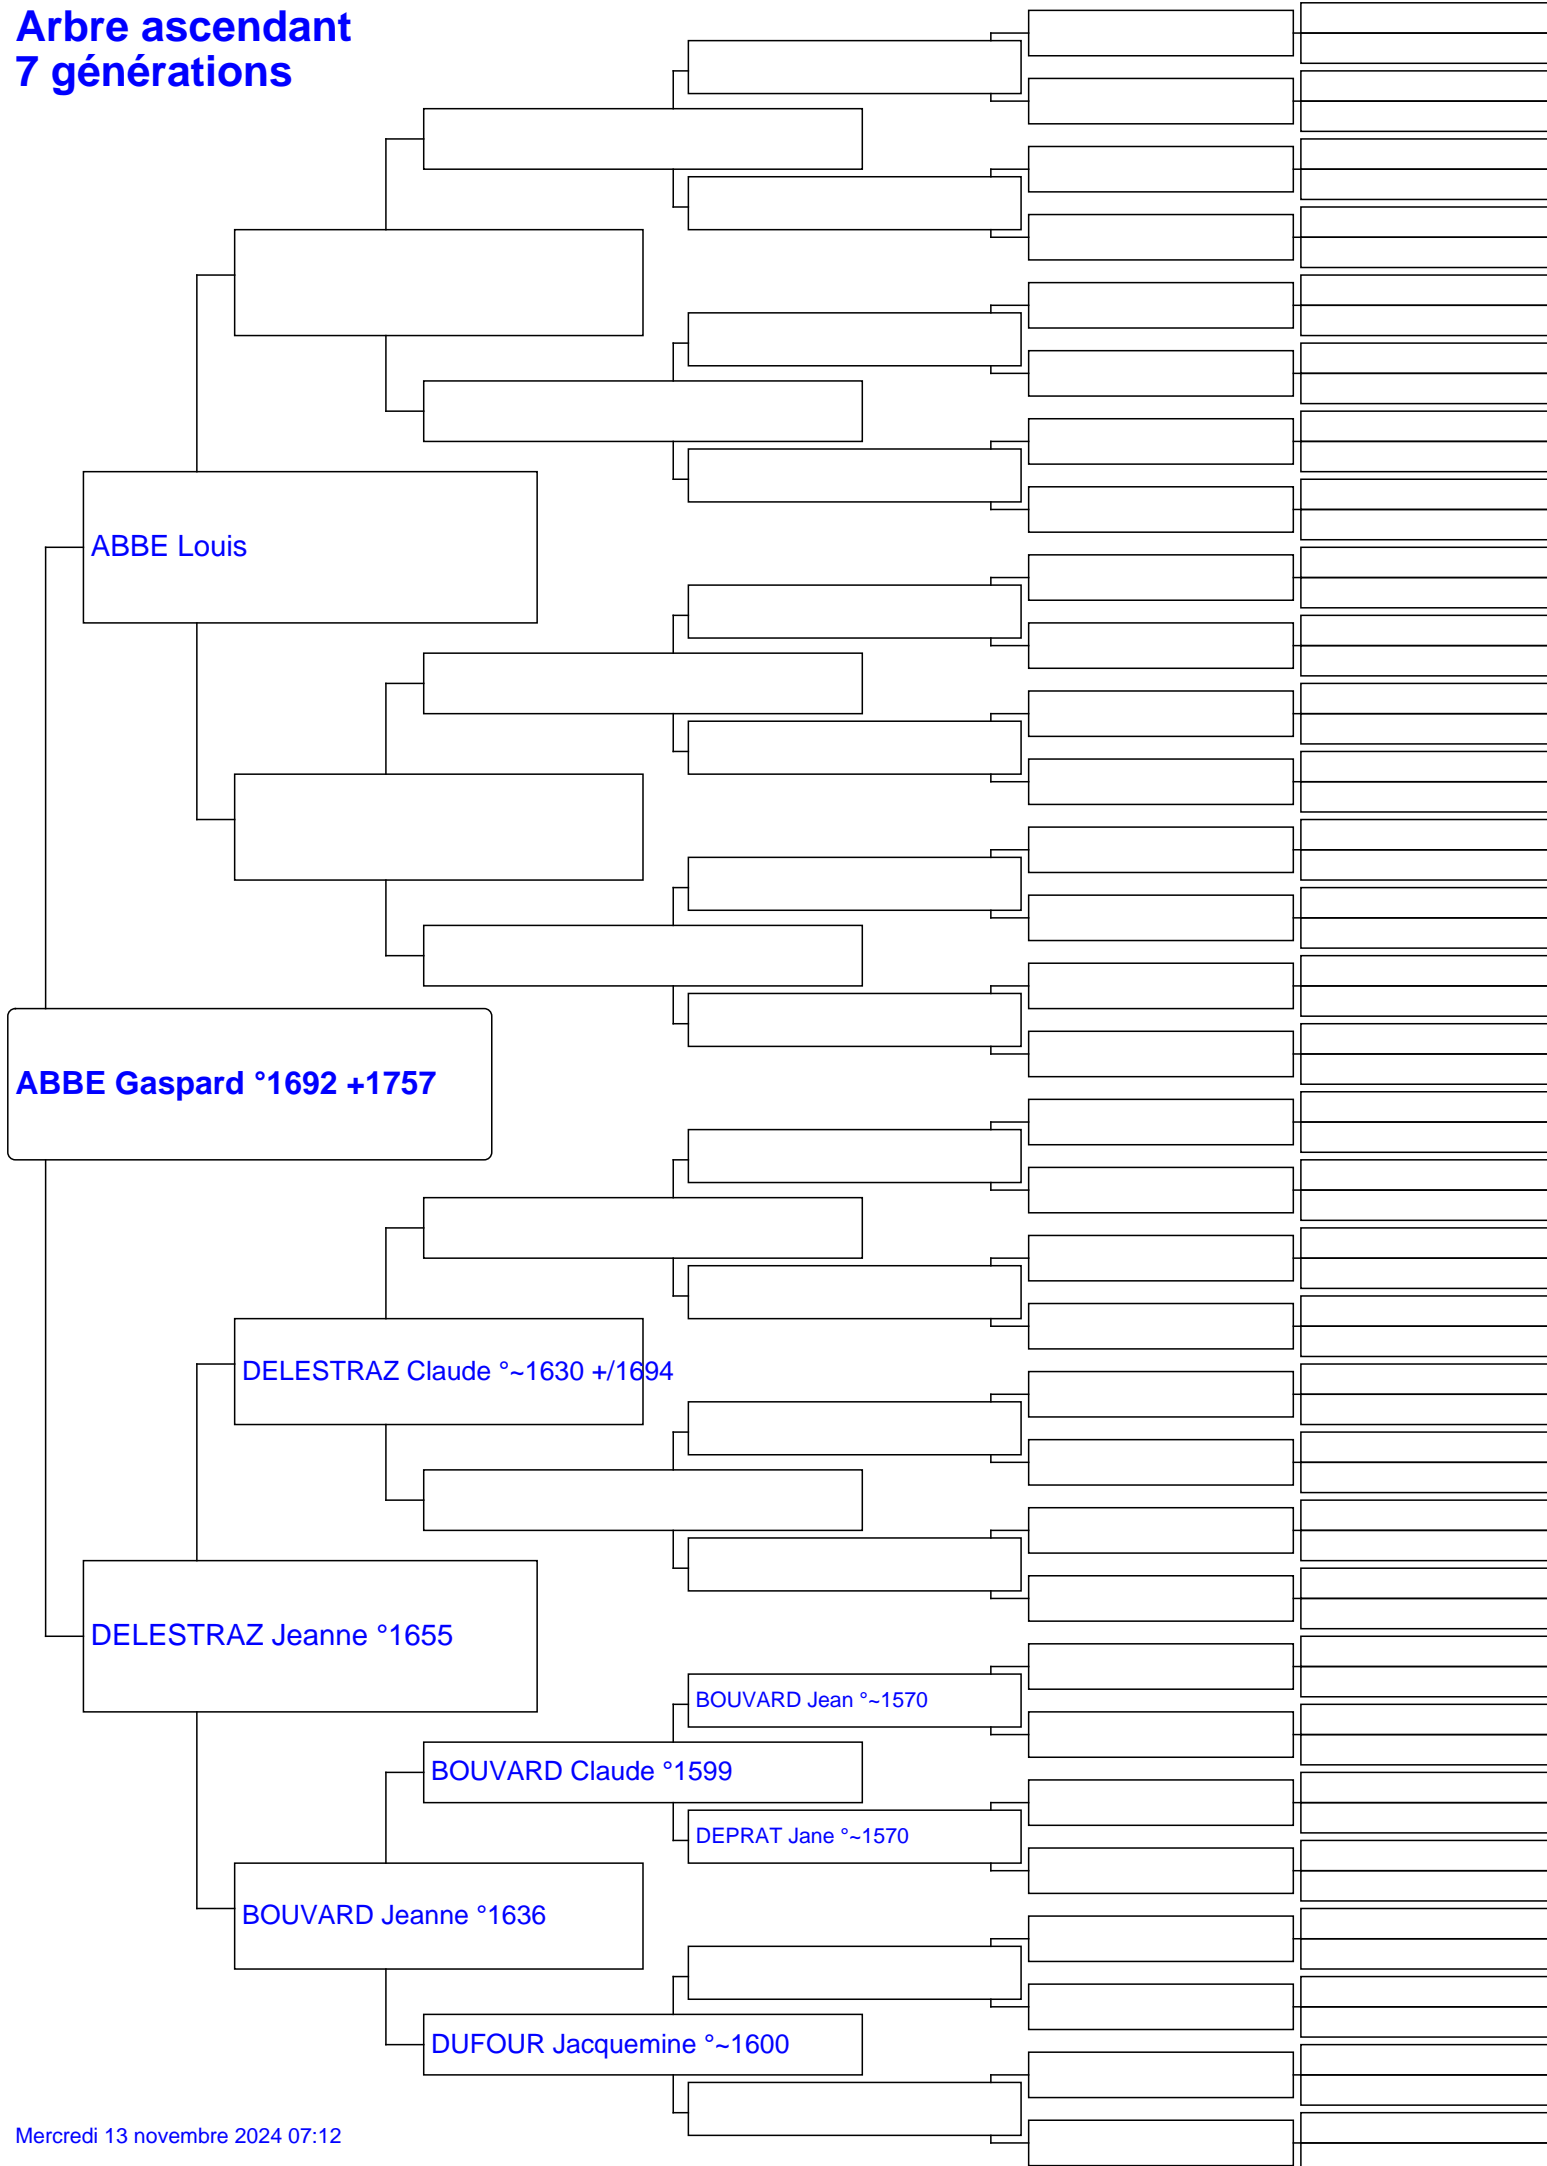 Arbre ascendant
7 générations
ABBE Louis
ABBE Gaspard °1692 +1757
DELESTRAZ Claude °~1630 +/1694
DELESTRAZ Jeanne °1655
BOUVARD Jean °~1570
BOUVARD Claude °1599
DEPRAT Jane °~1570
BOUVARD Jeanne °1636
DUFOUR Jacquemine °~1600
Mercredi 13 novembre 2024 07:12